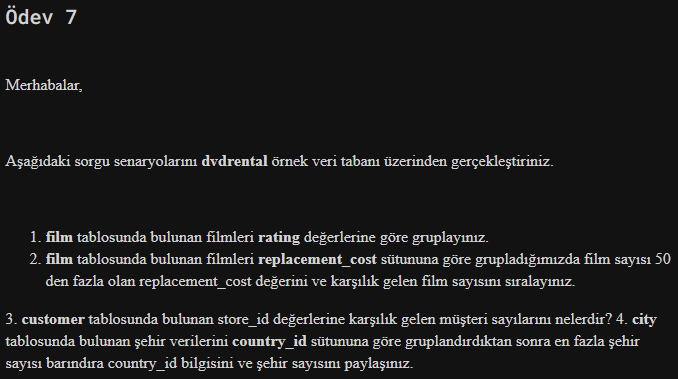 Ödev 7
Merhabalar,
Aşağıdaki sorgu senaryolarını dvdrental örnek veri tabanı üzerinden gerçekleştiriniz.
1. film tablosunda bulunan filmleri rating değerlerine göre gruplayınız.
2. film tablosunda bulunan filmleri replacement_cost sütununa göre grupladığımızda film sayısı 50
den fazla olan replacement_cost değerini ve karşılık gelen film sayısını sıralayınız.
3. customer tablosunda bulunan store_id değerlerine karşılık gelen müşteri sayılarını nelerdir? 4. city
tablosunda bulunan şehir verilerini country_id sütununa göre gruplandırdıktan sonra en fazla şehir
sayısı barındıra country_id bilgisini ve şehir sayısını paylaşınız.